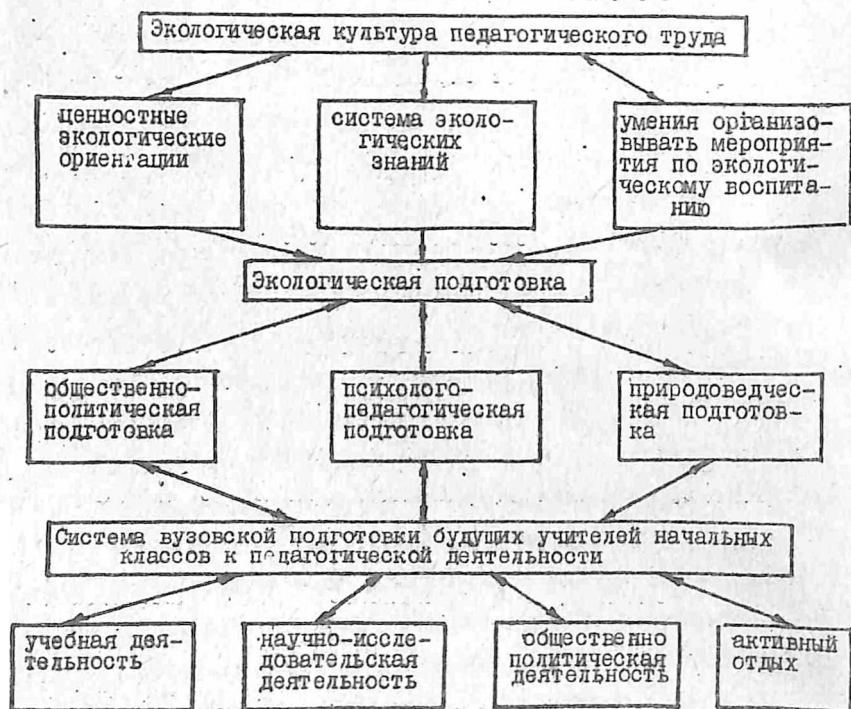 Экологическая культура педагогического труда
ценностные
экологические
ориентации
система эколо-
гических
знаний
умения организо-
вывать мероприя-
тия по экологи-
ческому воспита-
нию
Экологическая подготовка
общественно-
политическая
подготовка
психолого-
педагогическая
подготовка
природоведчес-
кая подготов-
ка
Система вузовской подготовки будущих учителей начальных
классов к педагогической деятельности
учебная дея-
тельность
научно-иссле-
довательская
деятельность
общественно
политическая
деятельность
активный
отдых